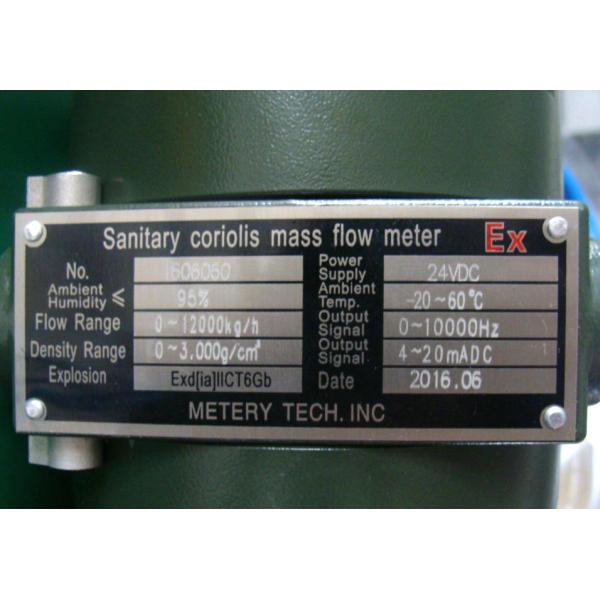 Sanitary coriolis mass flow meter Ex
No. 1606060
Power Supply 24VDC
Ambient Humidity ≤ 95%
Ambient Temp. -20~60℃
Flow Range 0~12000kg/h
Output Signal 0~10000Hz
Density Range 0~3.000g/cm³
Output Signal 4~20mADC
Explosion Exd[ia]IICT6Gb
Date 2016.06
METERY TECH. INC